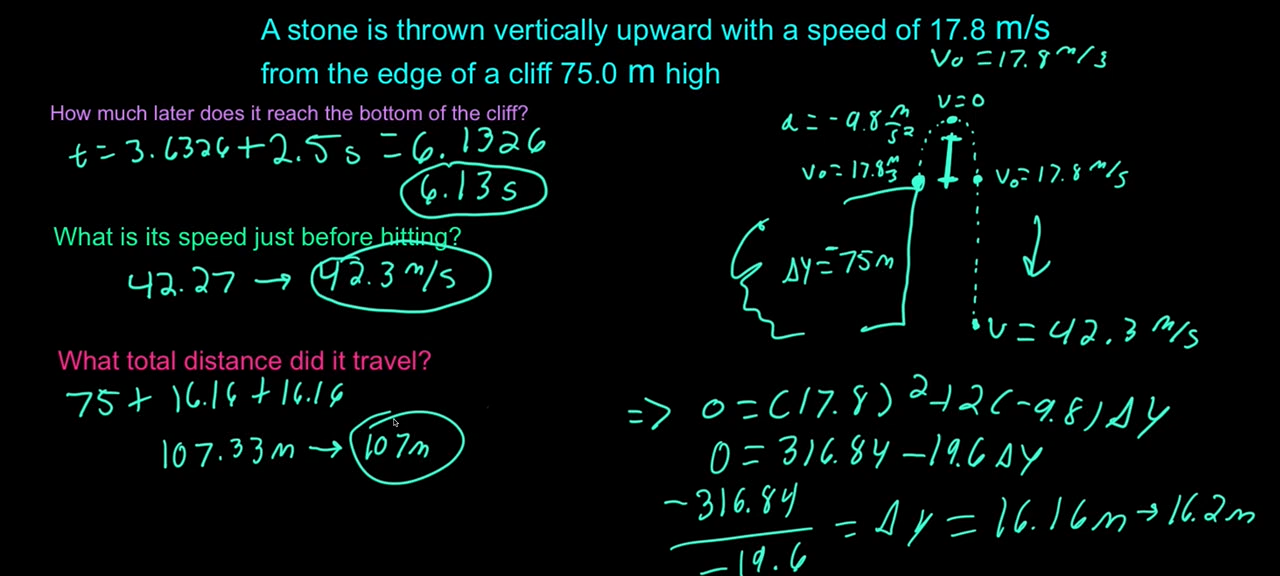 A stone is thrown vertically upward with a speed of 17.8 m/s
from the edge of a cliff 75.0 m high
V₀ = 17.8 m/s
How much later does it reach the bottom of the cliff?
t = 3.6326 + 2.5 s = 6.1326
6.13 s
What is its speed just before hitting?
42.27 → 42.3 m/s
What total distance did it travel?
75 + 16.16 + 16.16
107.33 m → 107 m
v = 0
a = -9.8 m/s²
v₀ = 17.8 m/s
v₀ = 17.8 m/s
Δy = -75 m
v = 42.3 m/s
=> 0 = (17.8)² + 2(-9.8) Δy
0 = 316.84 - 19.6 Δy
-316.84 / -19.6 = Δy = 16.16 m → 16.2 m